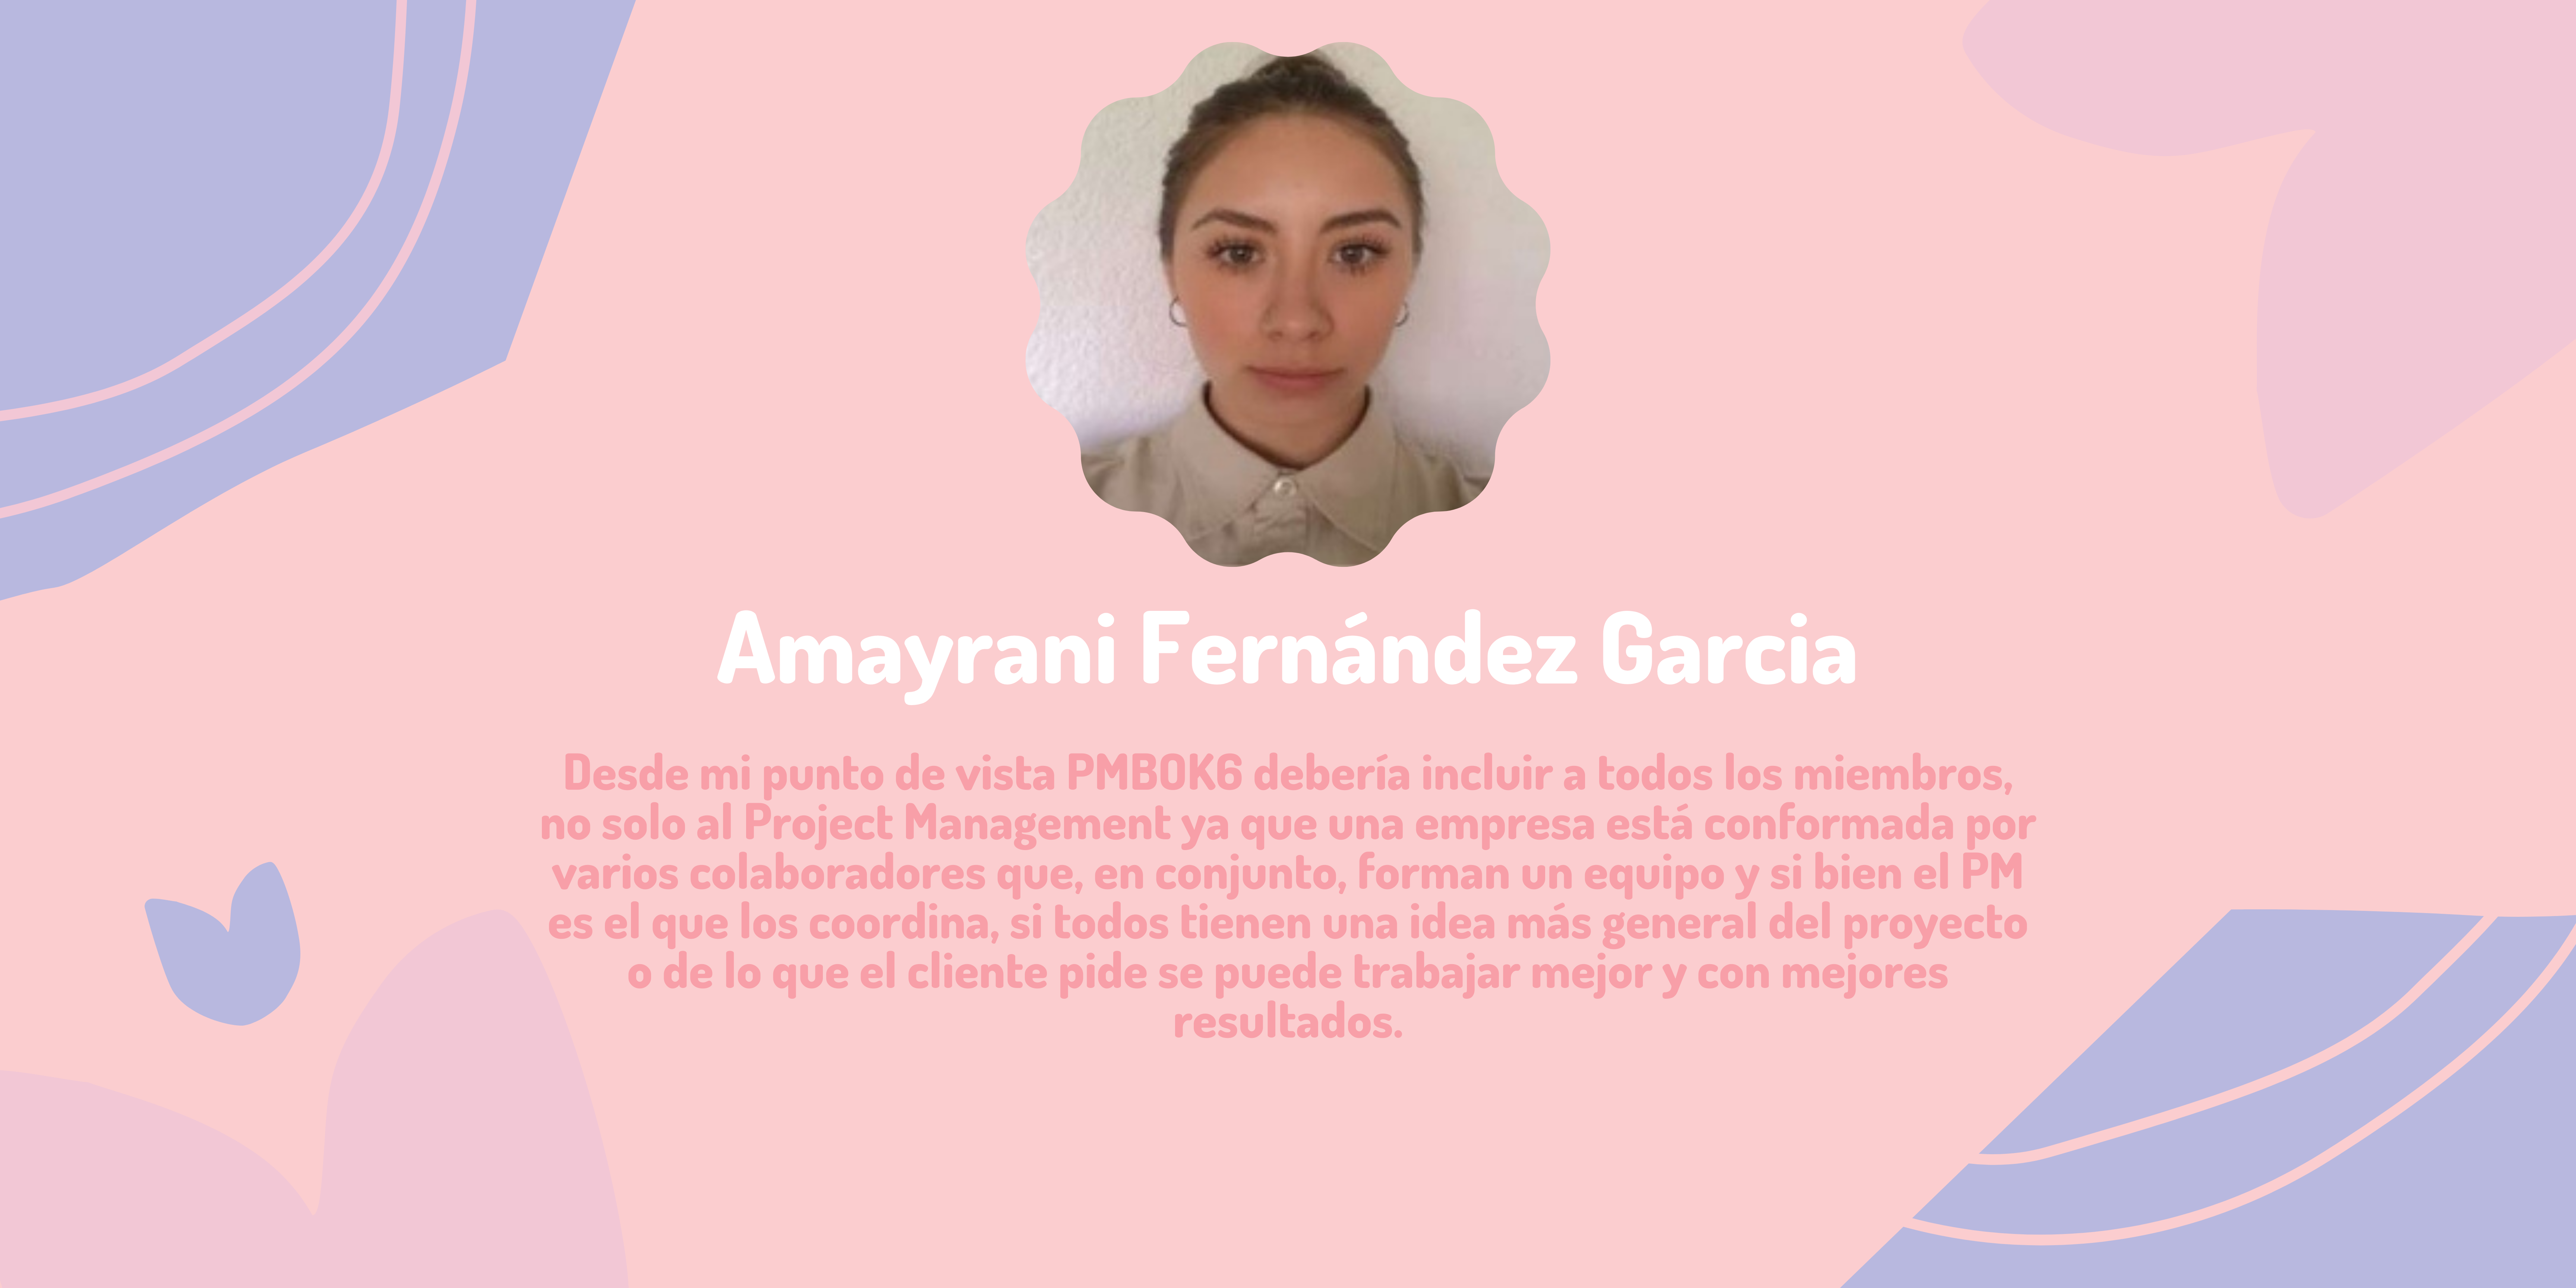 Amayrani Fernández Garcia
Desde mi punto de vista PMBOK6 debería incluir a todos los miembros,
no solo al Project Management ya que una empresa está conformada por
varios colaboradores que, en conjunto, forman un equipo y si bien el PM
es el que los coordina, si todos tienen una idea más general del proyecto
o de lo que el cliente pide se puede trabajar mejor y con mejores
resultados.